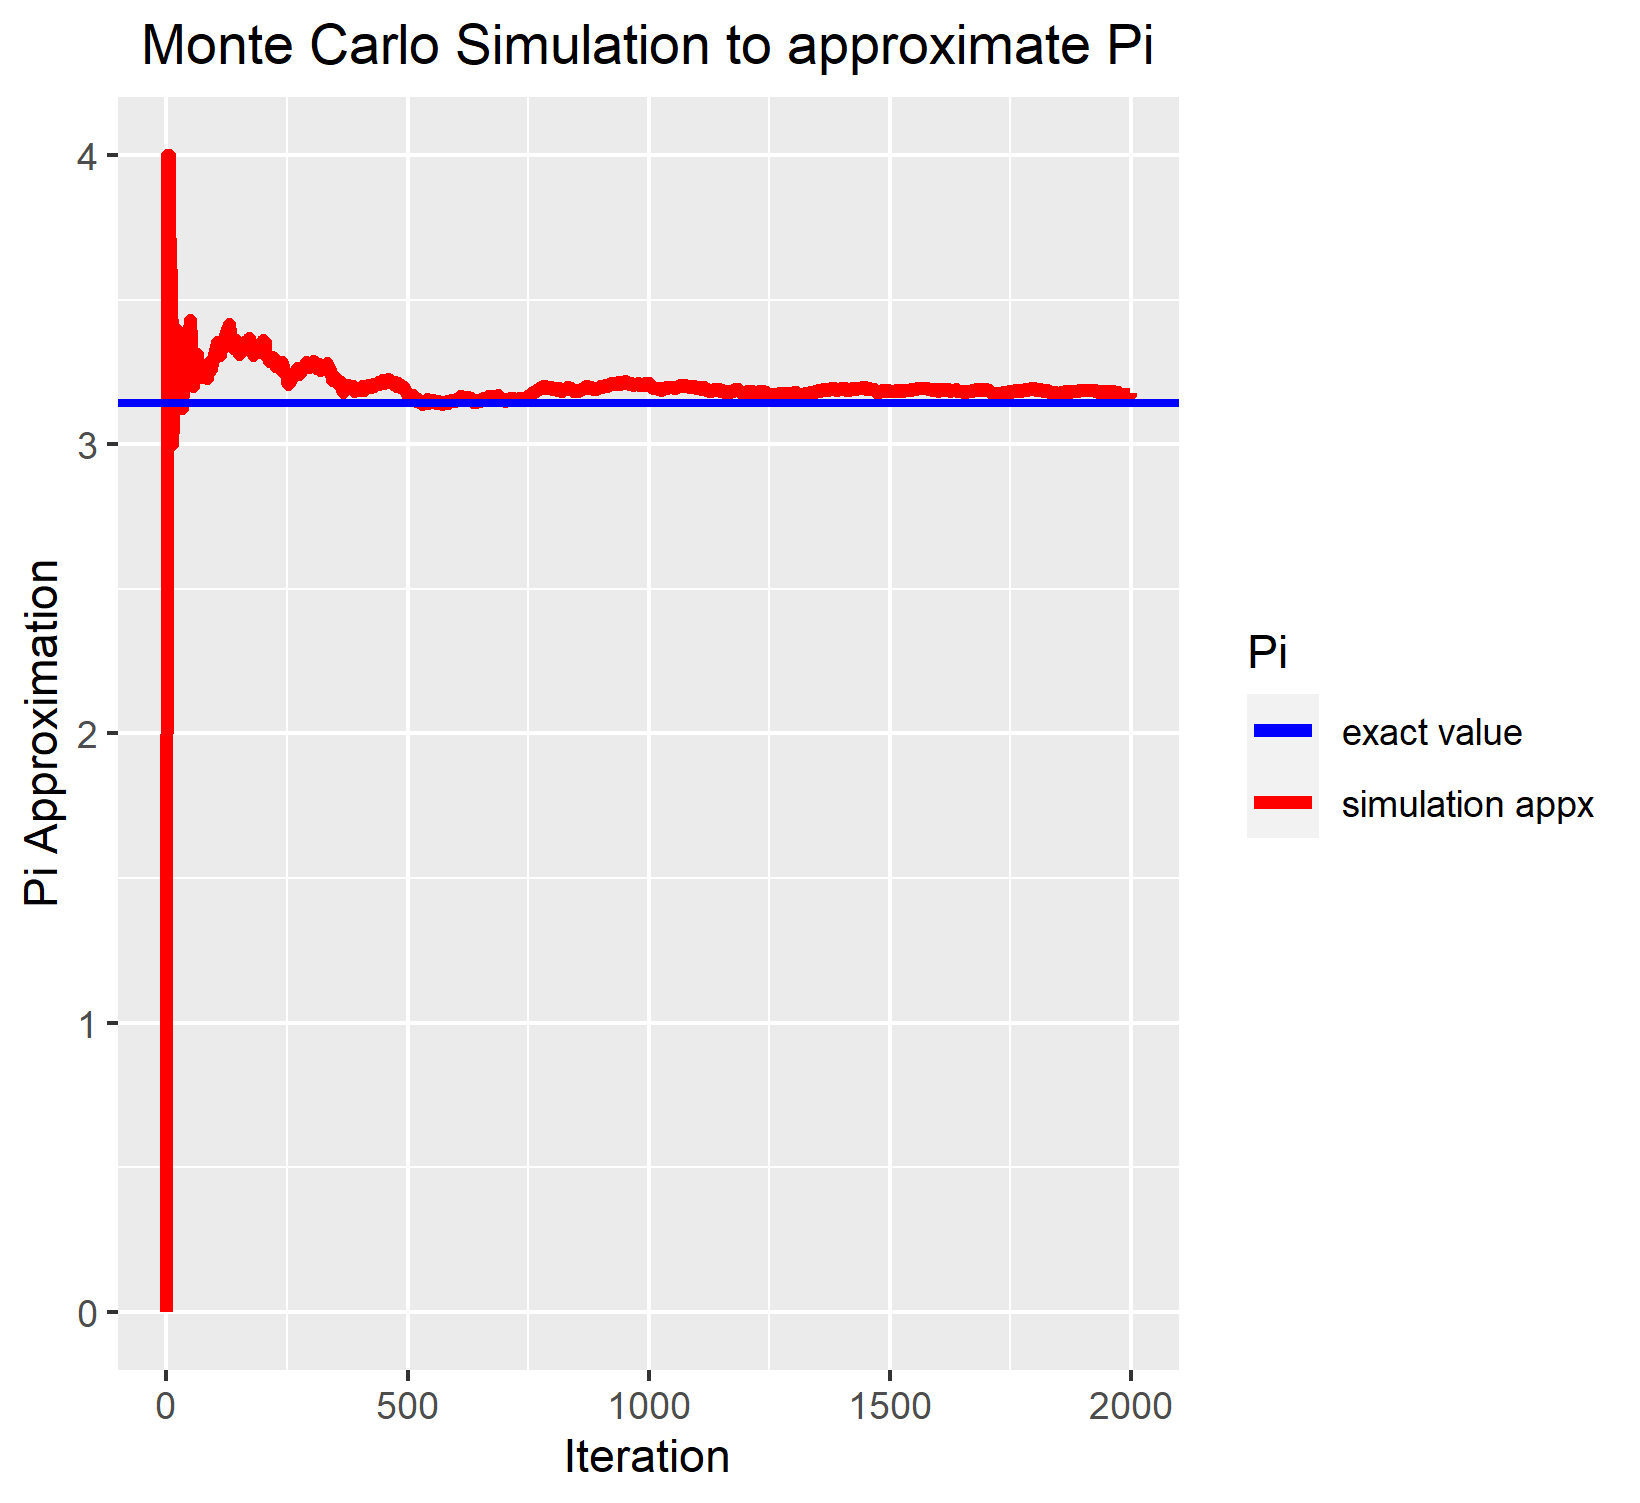 Monte Carlo Simulation to approximate Pi
4
3
2
1
0
Pi Approximation
0 500 1000 1500 2000
Iteration
Pi
exact value
simulation appx